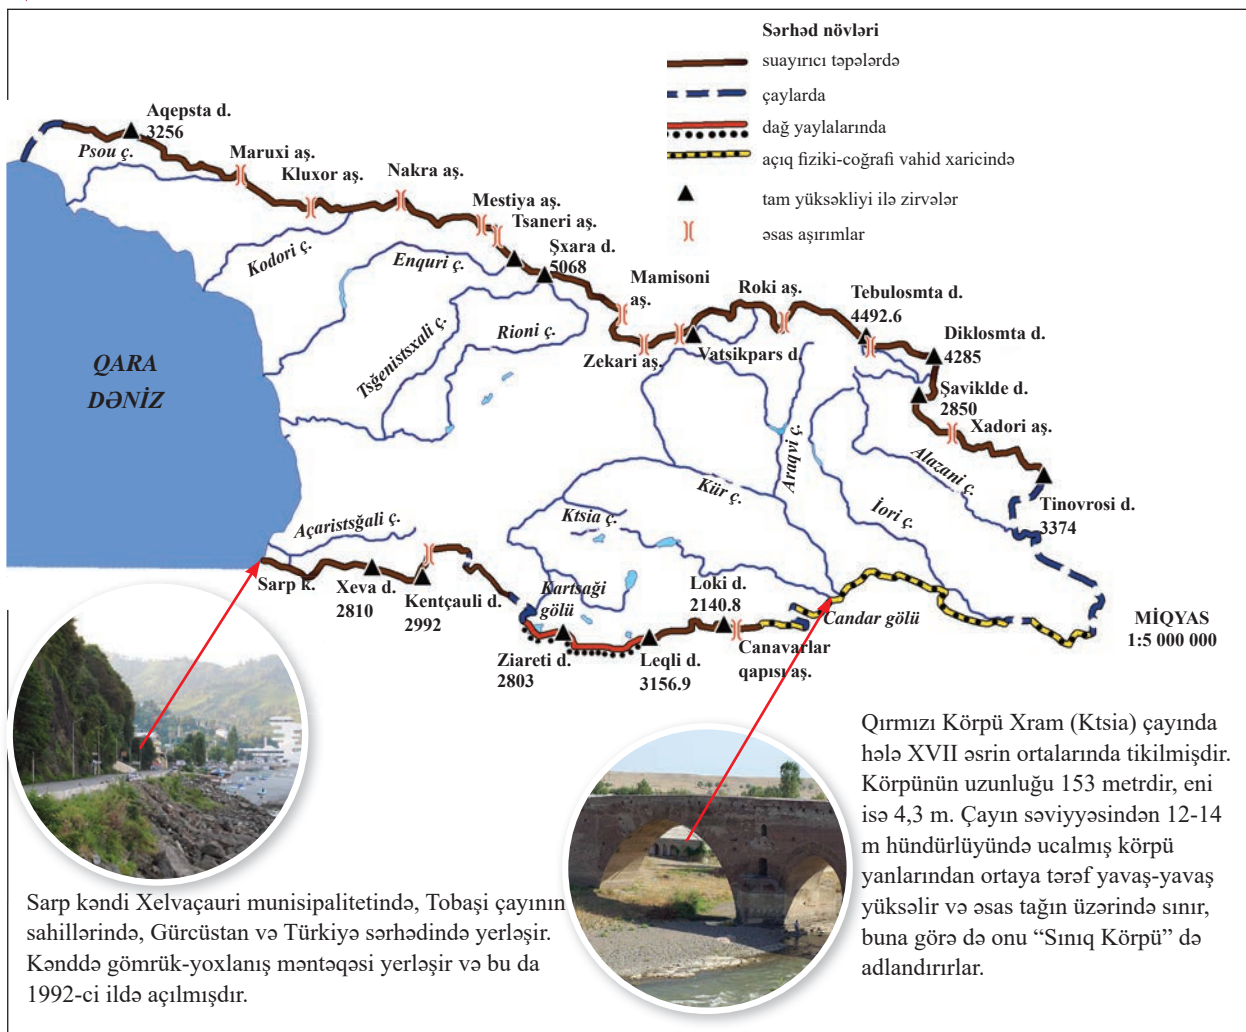 Sərhəd növləri
suayırıcı təpələrdə
çaylarda
dağ yaylalarında
açıq fiziki-coğrafi vahid xaricində
tam yüksəkliyi ilə zirvələr
əsas aşırımlar
Aqepsta d.
3256
Psou ç.
Maruxi aş.
Kluxor aş.
Nakra aş.
Mestiya aş.
Tsaneri aş.
Şxara d.
5068
Kodori ç.
Enquri ç.
Mamisoni
aş.
Roki aş.
Tebulosmta d.
4492.6
Diklosmta d.
4285
Tsğenistsxali ç.
Rioni ç.
Zekari aş.
Vatsikpars d.
Şaviklde d.
2850
Xadori aş.
QARA
DƏNİZ
Araqvi ç.
Alazani ç.
Kür ç.
İori ç.
Tinovrosi d.
3374
Açaristsğali ç.
Ktsia ç.
Sarp k.
Xeva d.
2810
Kentçauli d.
2992
Kartsaği
gölü
Loki d.
2140.8
Candar gölü
MİQYAS
1:5 000 000
Ziareti d.
2803
Leqli d.
3156.9
Canavarlar
qapısı aş.
Qırmızı Körpü Xram (Ktsia) çayında
hələ XVII əsrin ortalarında tikilmişdir.
Körpünün uzunluğu 153 metrdir, eni
isə 4,3 m. Çayın səviyyəsindən 12-14
m hündürlüyündə ucalmış körpü
yanlarından ortaya tərəf yavaş-yavaş
yüksəlir və əsas tağın üzərində sınır,
buna görə də onu “Sınıq Körpü” də
adlandırırlar.
Sarp kəndi Xelvaçauri munisipalitetində, Tobaşi çayının
sahillərində, Gürcüstan və Türkiyə sərhədində yerləşir.
Kənddə gömrük-yoxlanış məntəqəsi yerləşir və bu da
1992-ci ildə açılmışdır.